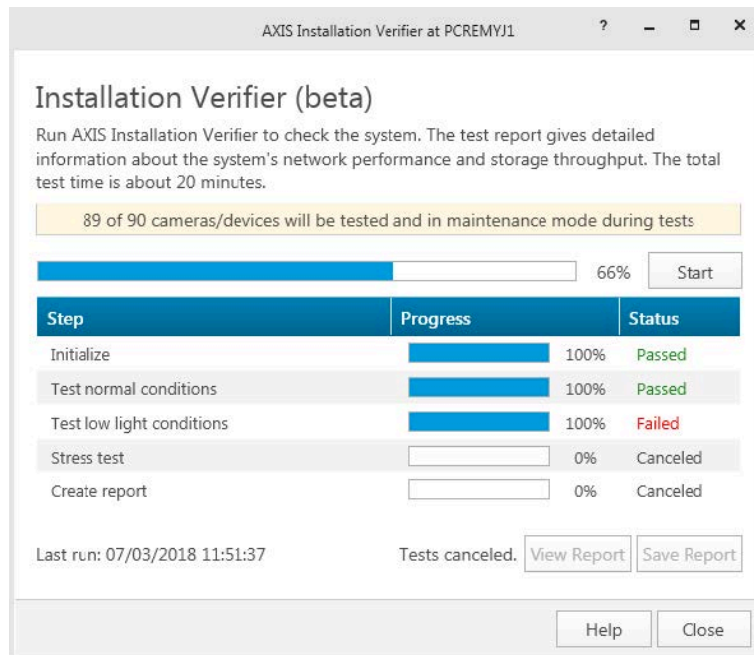 AXIS Installation Verifier at PCREMYJ1
?
Installation Verifier (beta)
Run AXIS Installation Verifier to check the system. The test report gives detailed
information about the system's network performance and storage throughput. The total
test time is about 20 minutes.
89 of 90 cameras/devices will be tested and in maintenance mode during tests
66% Start
Step Progress Status
Initialize 100% Passed
Test normal conditions 100% Passed
Test low light conditions 100% Failed
Stress test 0% Canceled
Create report 0% Canceled
Last run: 07/03/2018 11:51:37 Tests canceled. View Report Save Report
Help Close